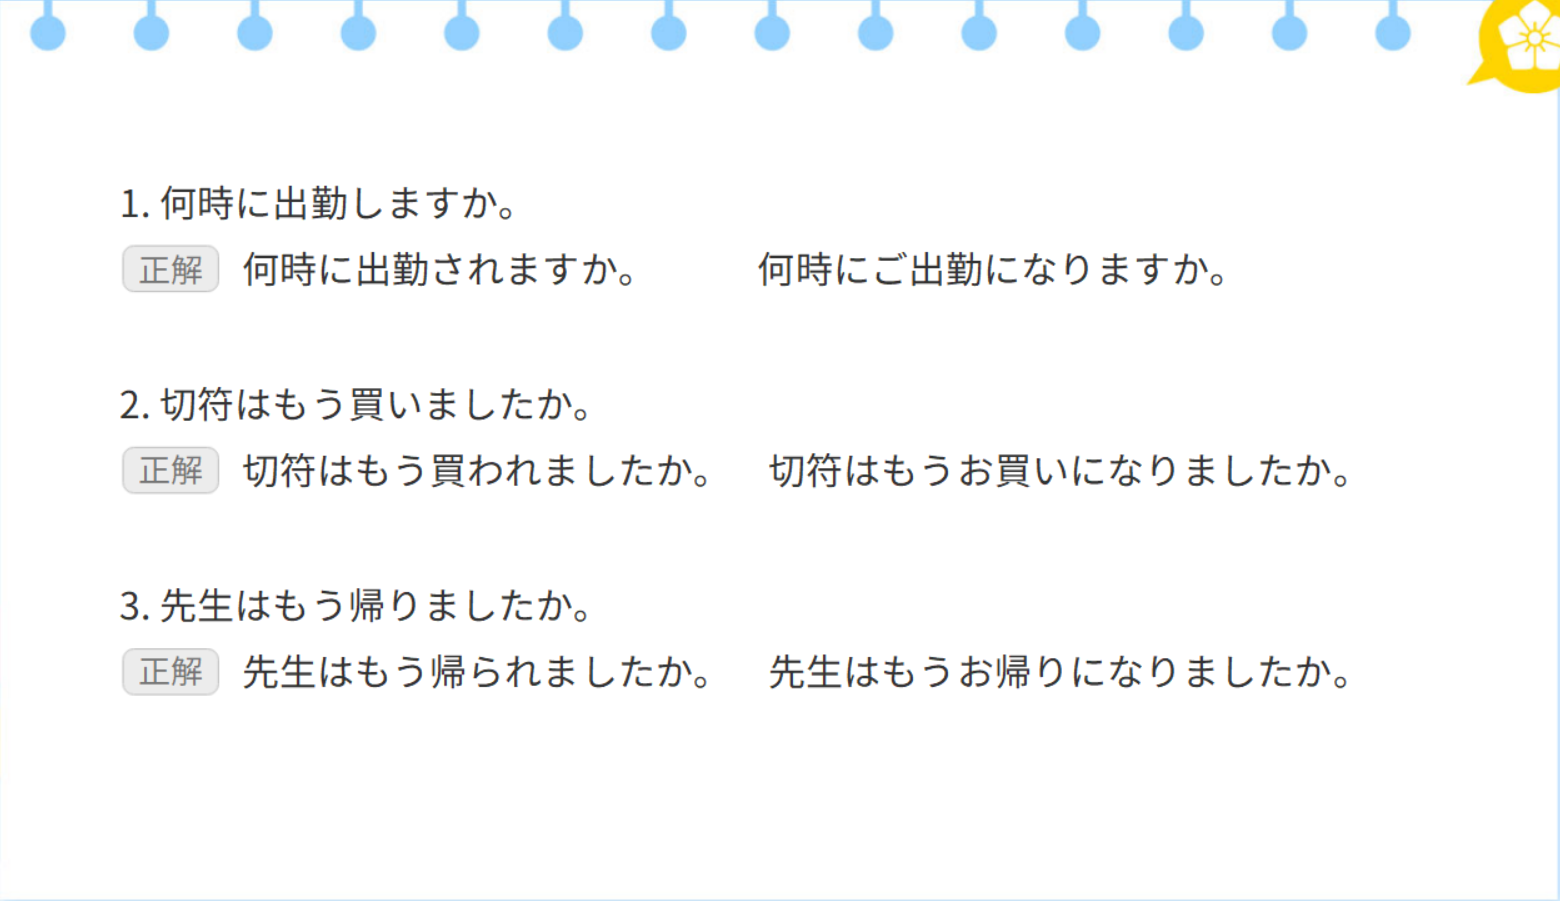 1. 何時に出勤しますか。
正解 何時に出勤されますか。 何時にご出勤になりますか。
2. 切符はもう買いましたか。
正解 切符はもう買われましたか。 切符はもうお買いになりましたか。
3. 先生はもう帰りましたか。
正解 先生はもう帰られましたか。 先生はもうお帰りになりましたか。